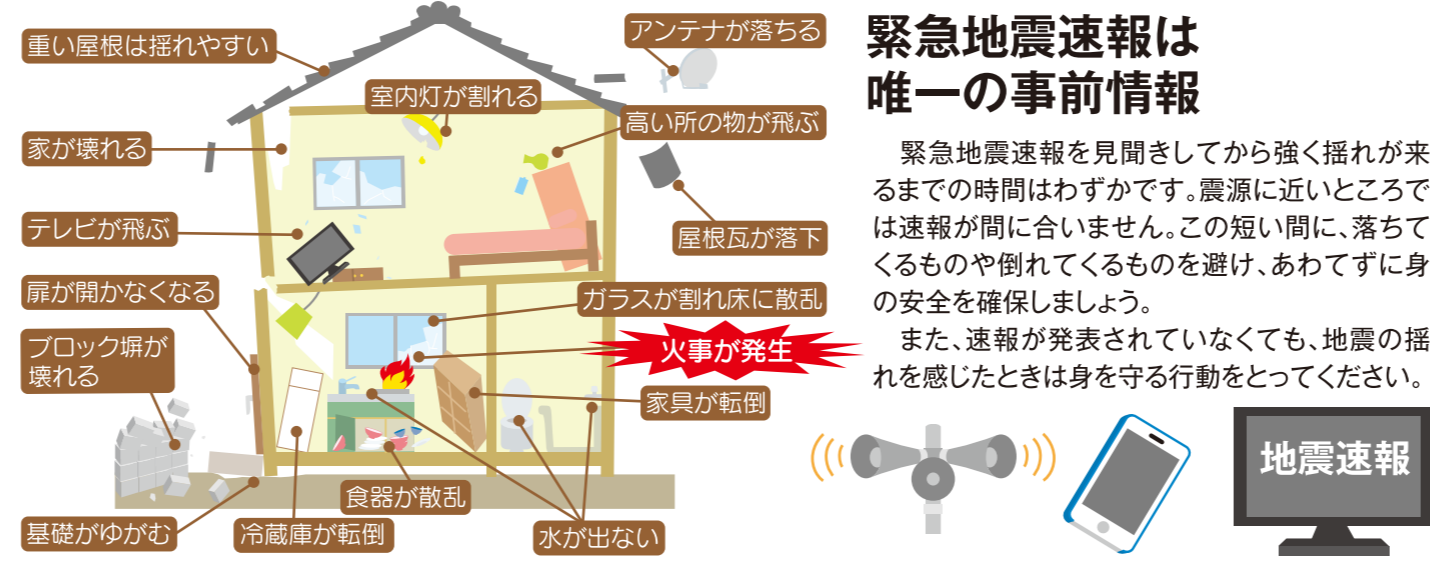 重い屋根は揺れやすい
アンテナが落ちる
室内灯が割れる
高い所の物が飛ぶ
家が壊れる
テレビが飛ぶ
屋根瓦が落下
扉が開かなくなる
ガラスが割れ床に散乱
ブロック塀が
壊れる
火事が発生
家具が転倒
食器が散乱
基礎がゆがむ
冷蔵庫が転倒
水が出ない
緊急地震速報は
唯一の事前情報
緊急地震速報を見聞きしてから強く揺れが来
るまでの時間はわずかです。震源に近いところで
は速報が間に合いません。この短い間に、落ちて
くるものや倒れてくるものを避け、あわてずに身
の安全を確保しましょう。
また、速報が発表されていなくても、地震の揺
れを感じたときは身を守る行動をとってください。
地震速報